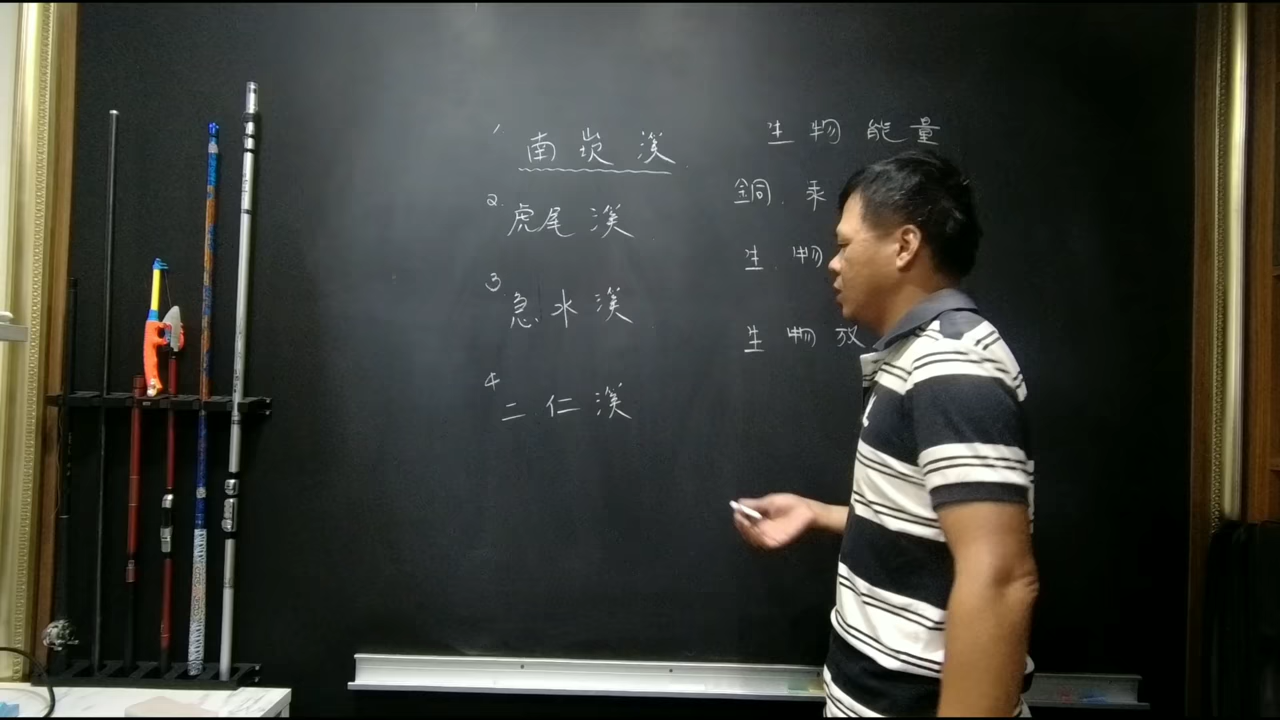 1 南崁溪
2. 虎尾溪
3 急水溪
4 二仁溪
生物能量
銅.汞
生.物
生物放